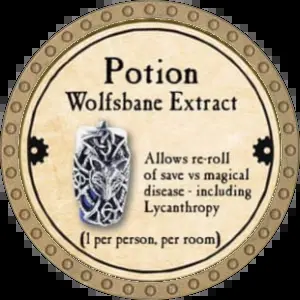 Potion
Wolfsbane Extract
Allows re-roll
of save vs magical
disease - including
Lycanthropy
(1 per person, per room)